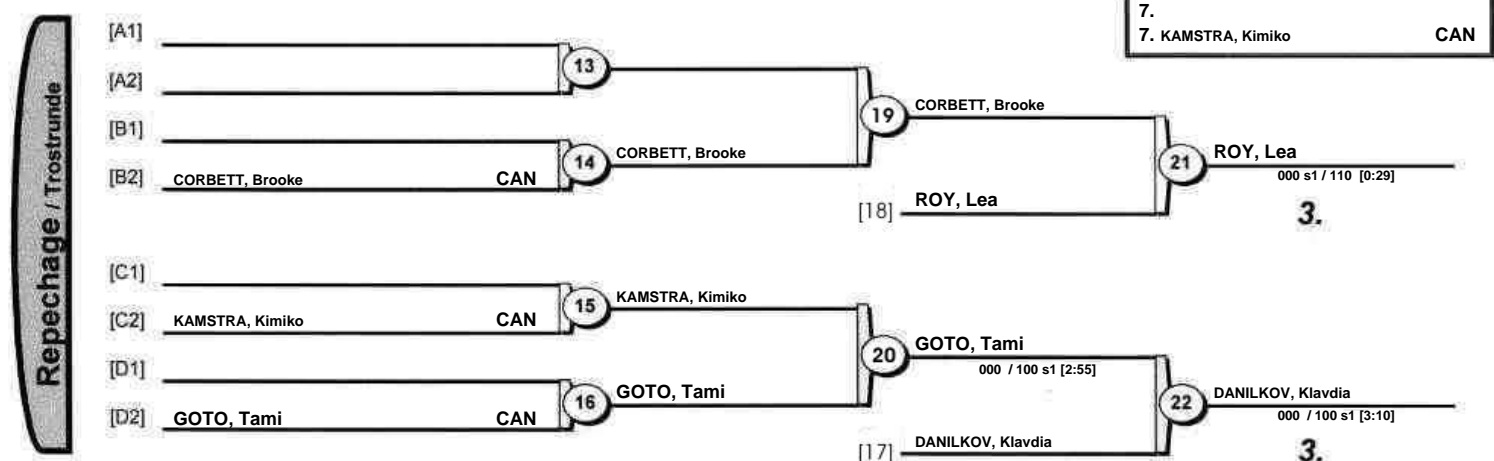 7.
7. KAMSTRA, Kimiko CAN
Repechage / Trostrunde
[A1]
13
[A2]
[B1]
14 CORBETT, Brooke
[B2] CORBETT, Brooke CAN
19 CORBETT, Brooke
[18] ROY, Lea
21 ROY, Lea
000 s1 / 110 [0:29]
3.
[C1]
15 KAMSTRA, Kimiko
[C2] KAMSTRA, Kimiko CAN
[D1]
16 GOTO, Tami
[D2] GOTO, Tami CAN
20 GOTO, Tami
000 / 100 s1 [2:55]
[17] DANILKOV, Klavdia
22 DANILKOV, Klavdia
000 / 100 s1 [3:10]
3.